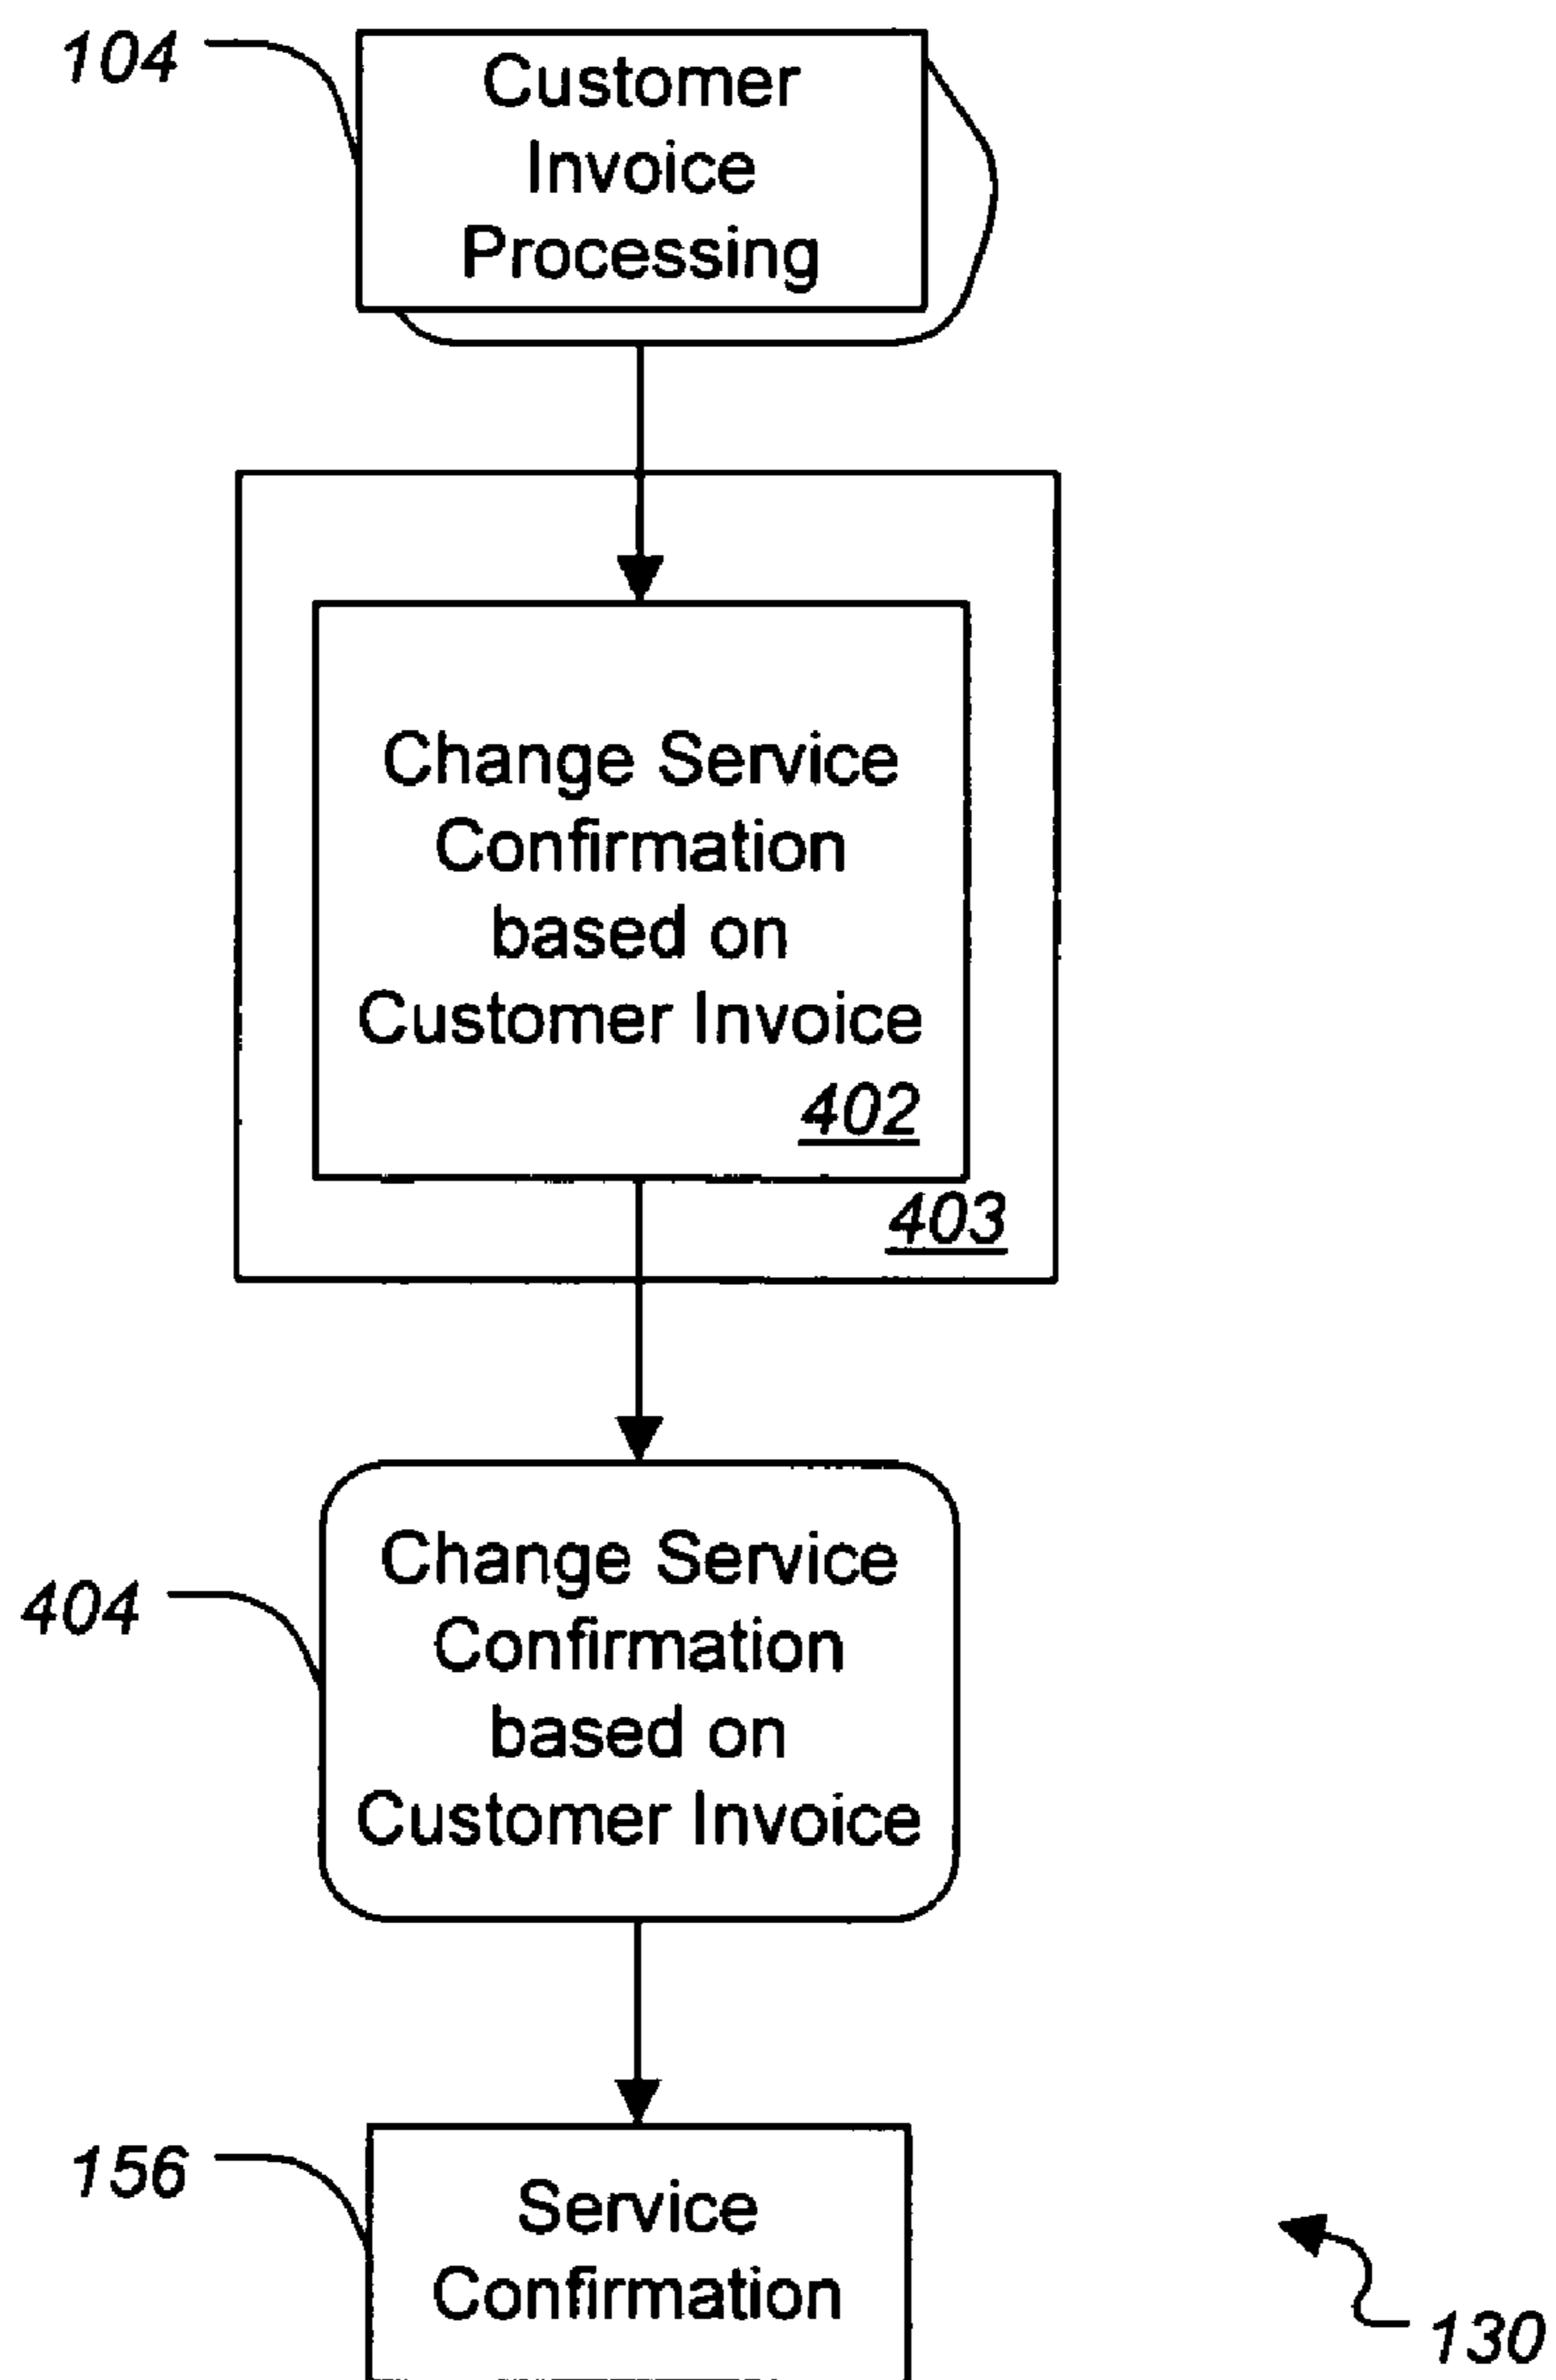 104
Customer
Invoice
Processing
Change Service
Confirmation
based on
Customer Invoice
402
403
404
Change Service
Confirmation
based on
Customer Invoice
156
Service
Confirmation
130